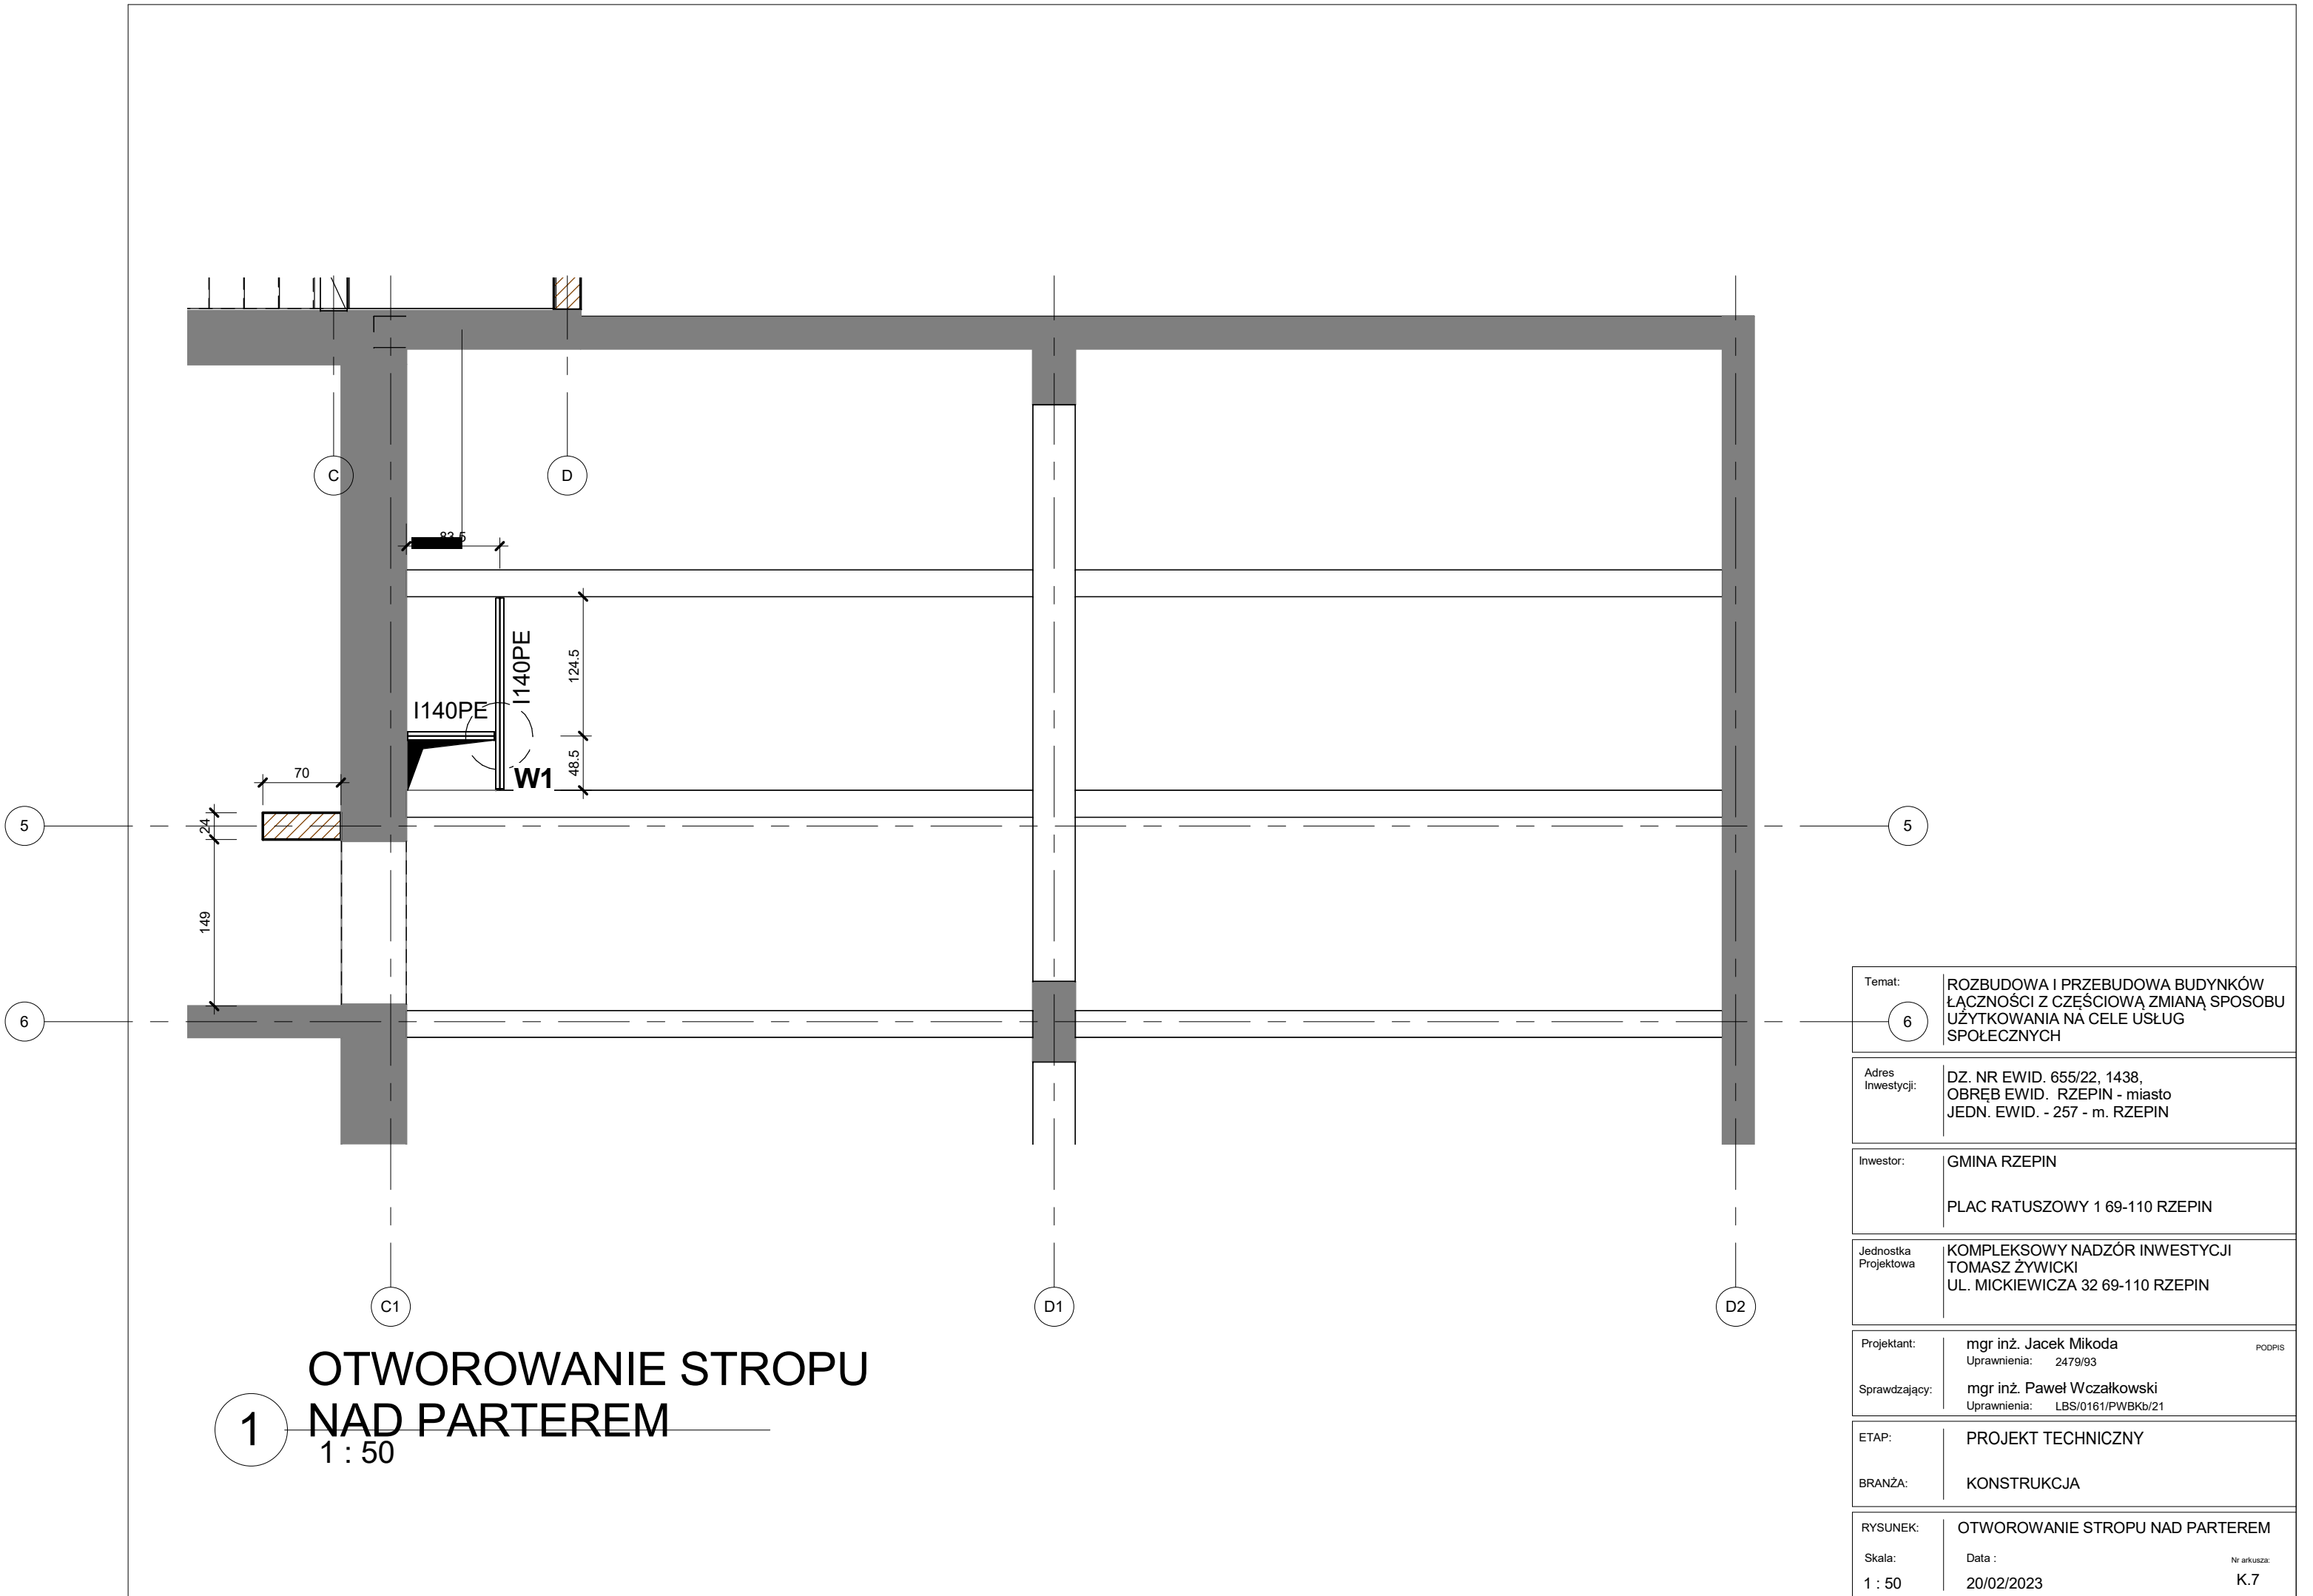 C
D
83.5
I140PE
124.5
I140PE
48.5
W1
70
24
5
5
149
6
6
C1
D1
D2
1
OTWOROWANIE STROPU
NAD PARTEREM
1 : 50
Temat:
ROZBUDOWA I PRZEBUDOWA BUDYNKÓW
ŁĄCZNOŚCI Z CZĘŚCIOWĄ ZMIANĄ SPOSOBU
UŻYTKOWANIA NA CELE USŁUG
SPOŁECZNYCH
Adres
Inwestycji:
DZ. NR EWID. 655/22, 1438,
OBRĘB EWID. RZEPIN - miasto
JEDN. EWID. - 257 - m. RZEPIN
Inwestor:
GMINA RZEPIN
PLAC RATUSZOWY 1 69-110 RZEPIN
Jednostka
Projektowa
KOMPLEKSOWY NADZÓR INWESTYCJI
TOMASZ ŻYWICKI
UL. MICKIEWICZA 32 69-110 RZEPIN
Projektant:
mgr inż. Jacek Mikoda
PODPIS
Uprawnienia: 2479/93
Sprawdzający:
mgr inż. Paweł Wczałkowski
Uprawnienia: LBS/0161/PWBKb/21
ETAP:
PROJEKT TECHNICZNY
BRANŻA:
KONSTRUKCJA
RYSUNEK:
OTWOROWANIE STROPU NAD PARTEREM
Skala:
Data :
Nr arkusza:
1 : 50
20/02/2023
K.7